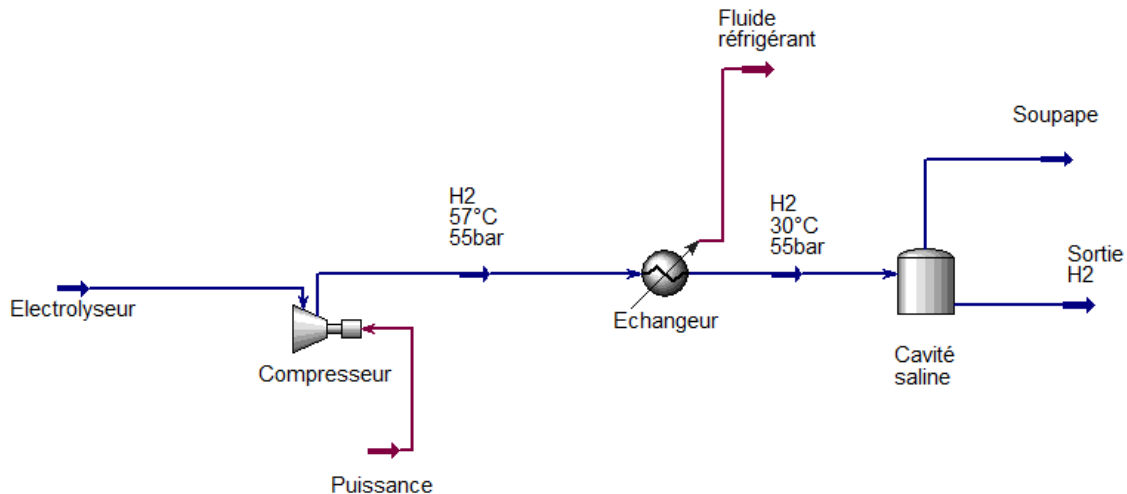 Fluide
réfrigérant
Soupape
H2
57°C
55bar
H2
30°C
55bar
Sortie
H2
Electrolyseur
Echangeur
Compresseur
Cavité
saline
Puissance